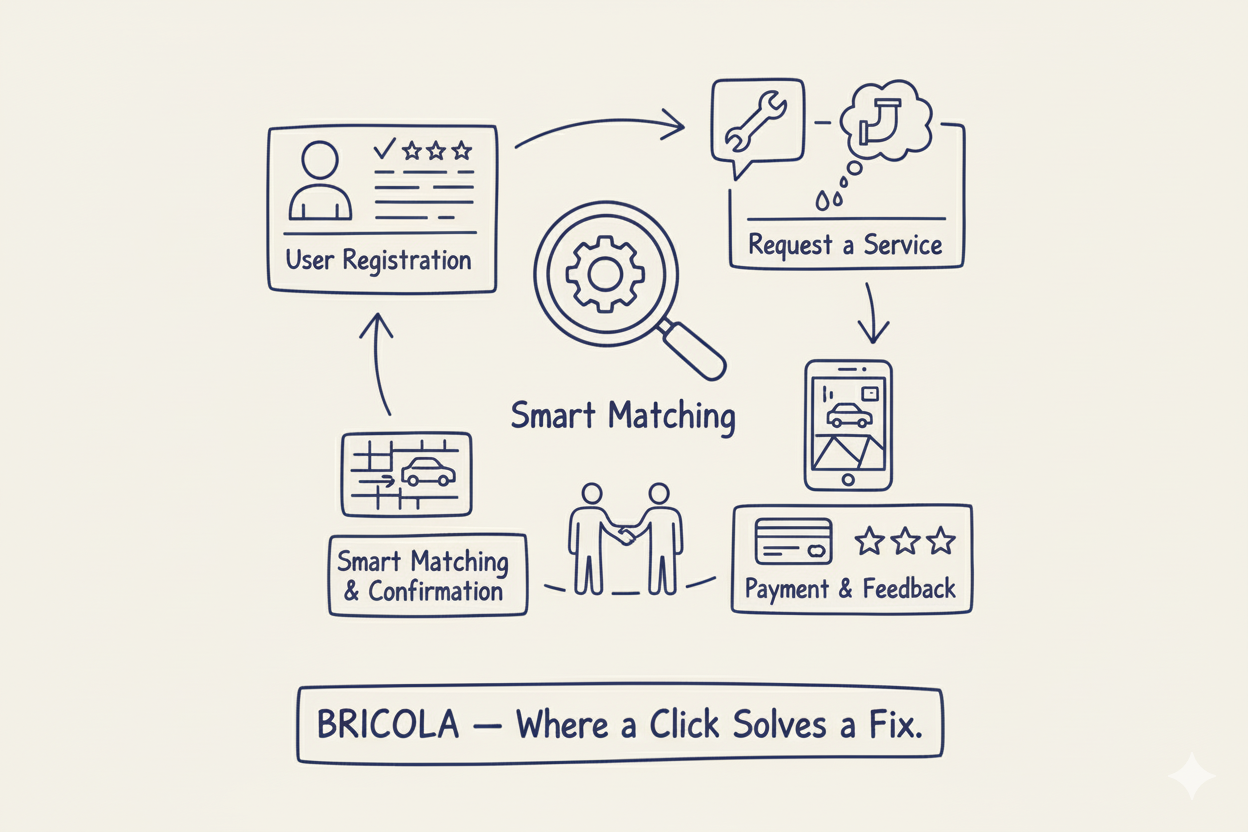 User Registration
Request a Service
Smart Matching
Smart Matching
& Confirmation
Payment & Feedback
BRICOLA — Where a Click Solves a Fix.